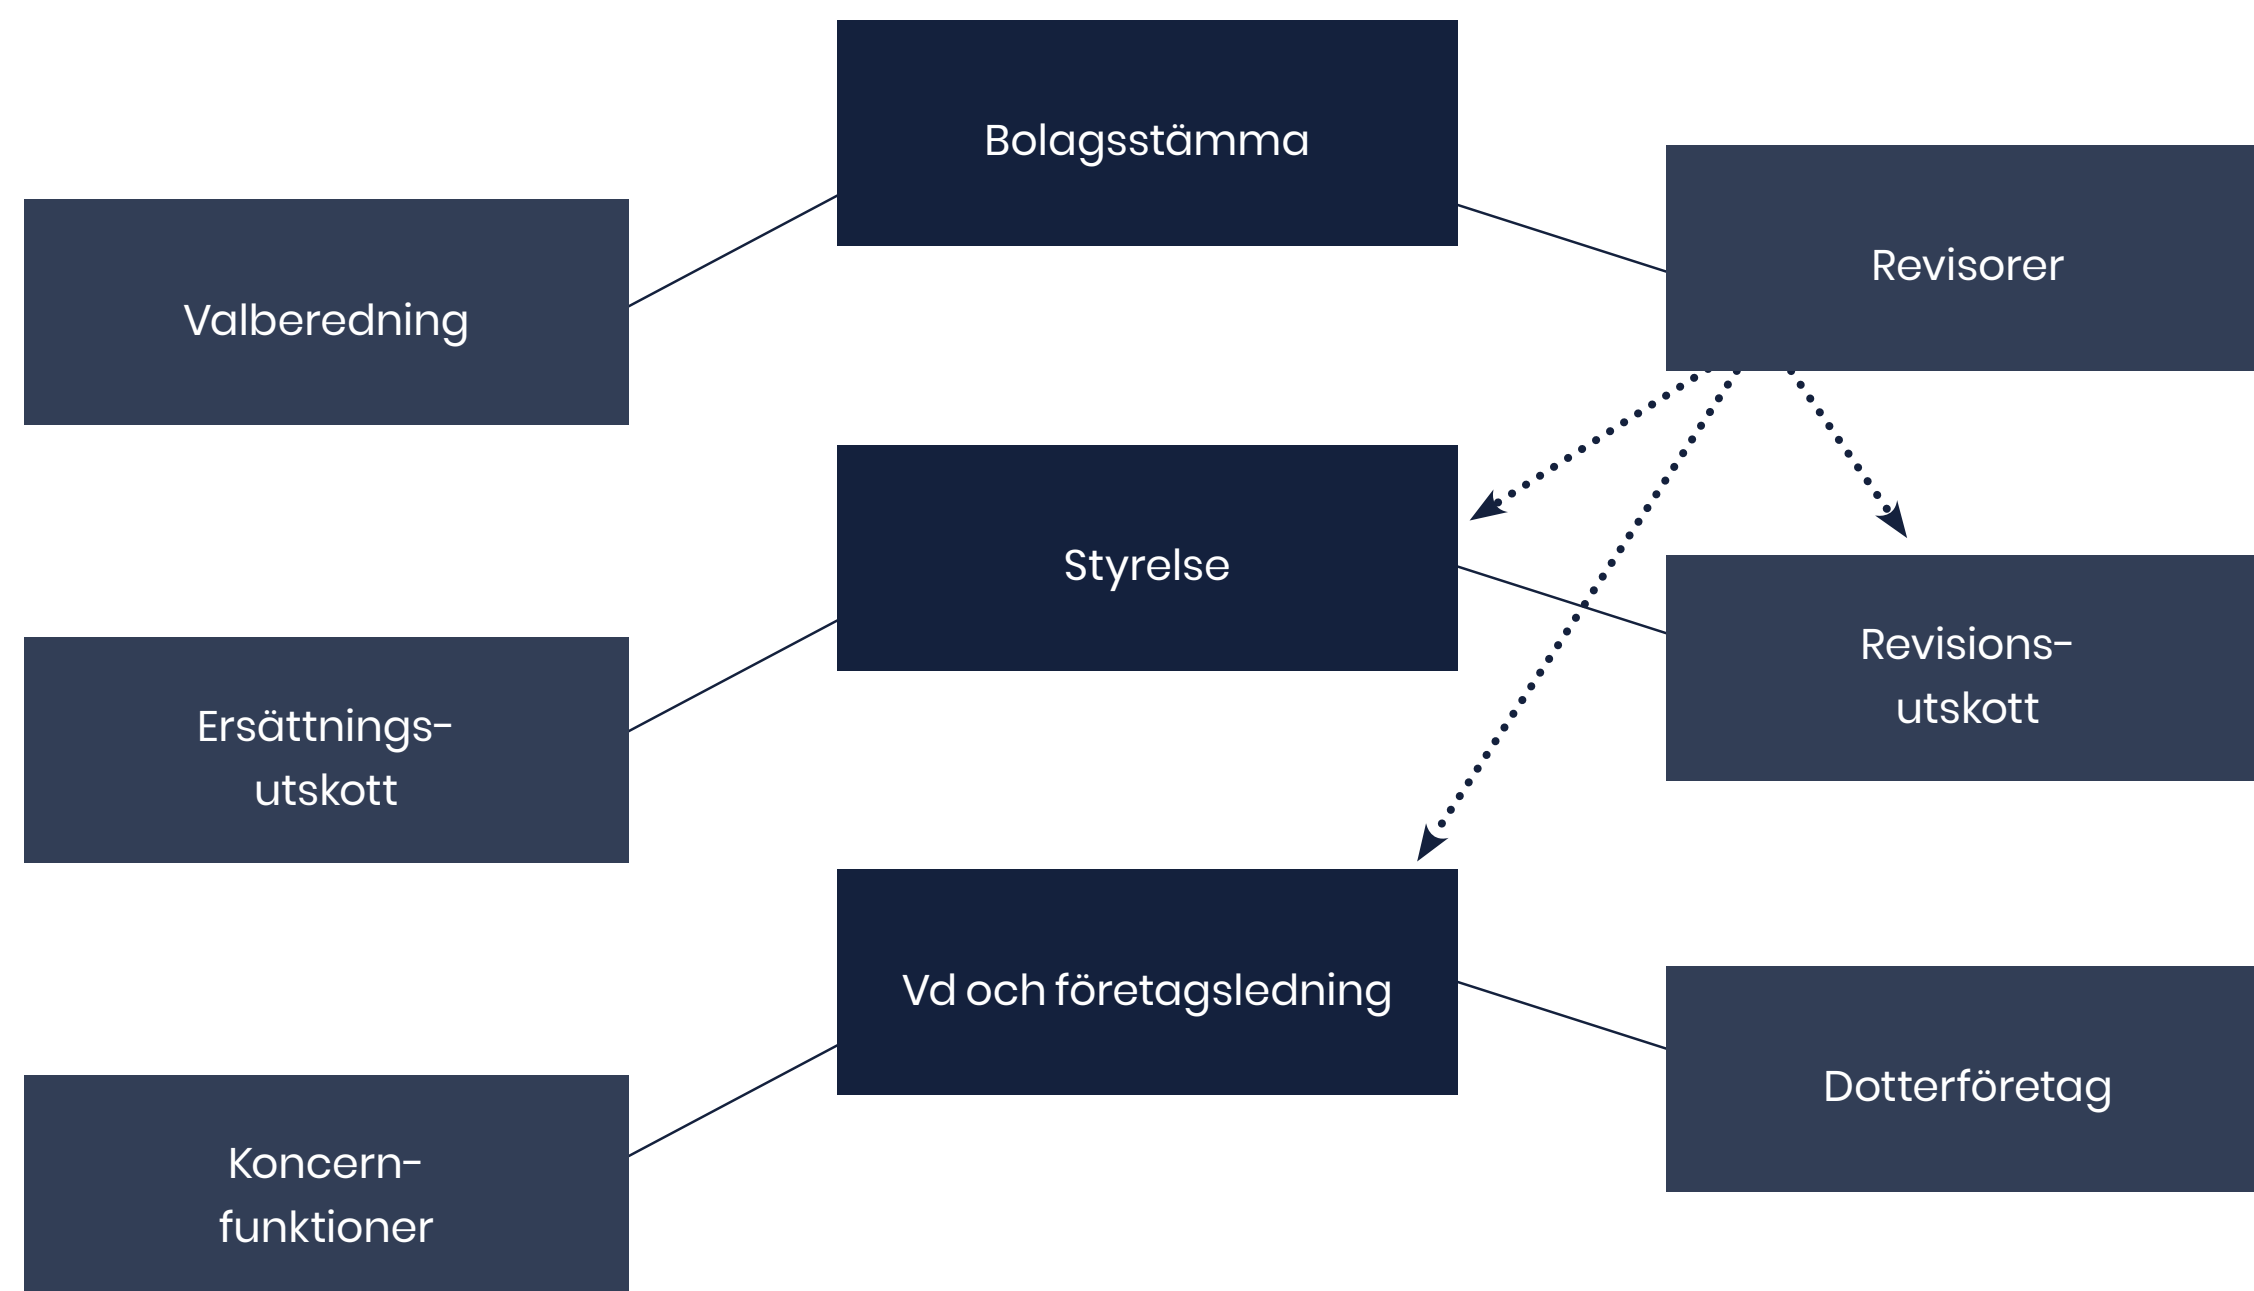 Bolagsstämma
Revisorer
Valberedning
Styrelse
Revisions-
utskott
Ersättnings-
utskott
Vd och företagsledning
Dotterföretag
Koncern-
funktioner